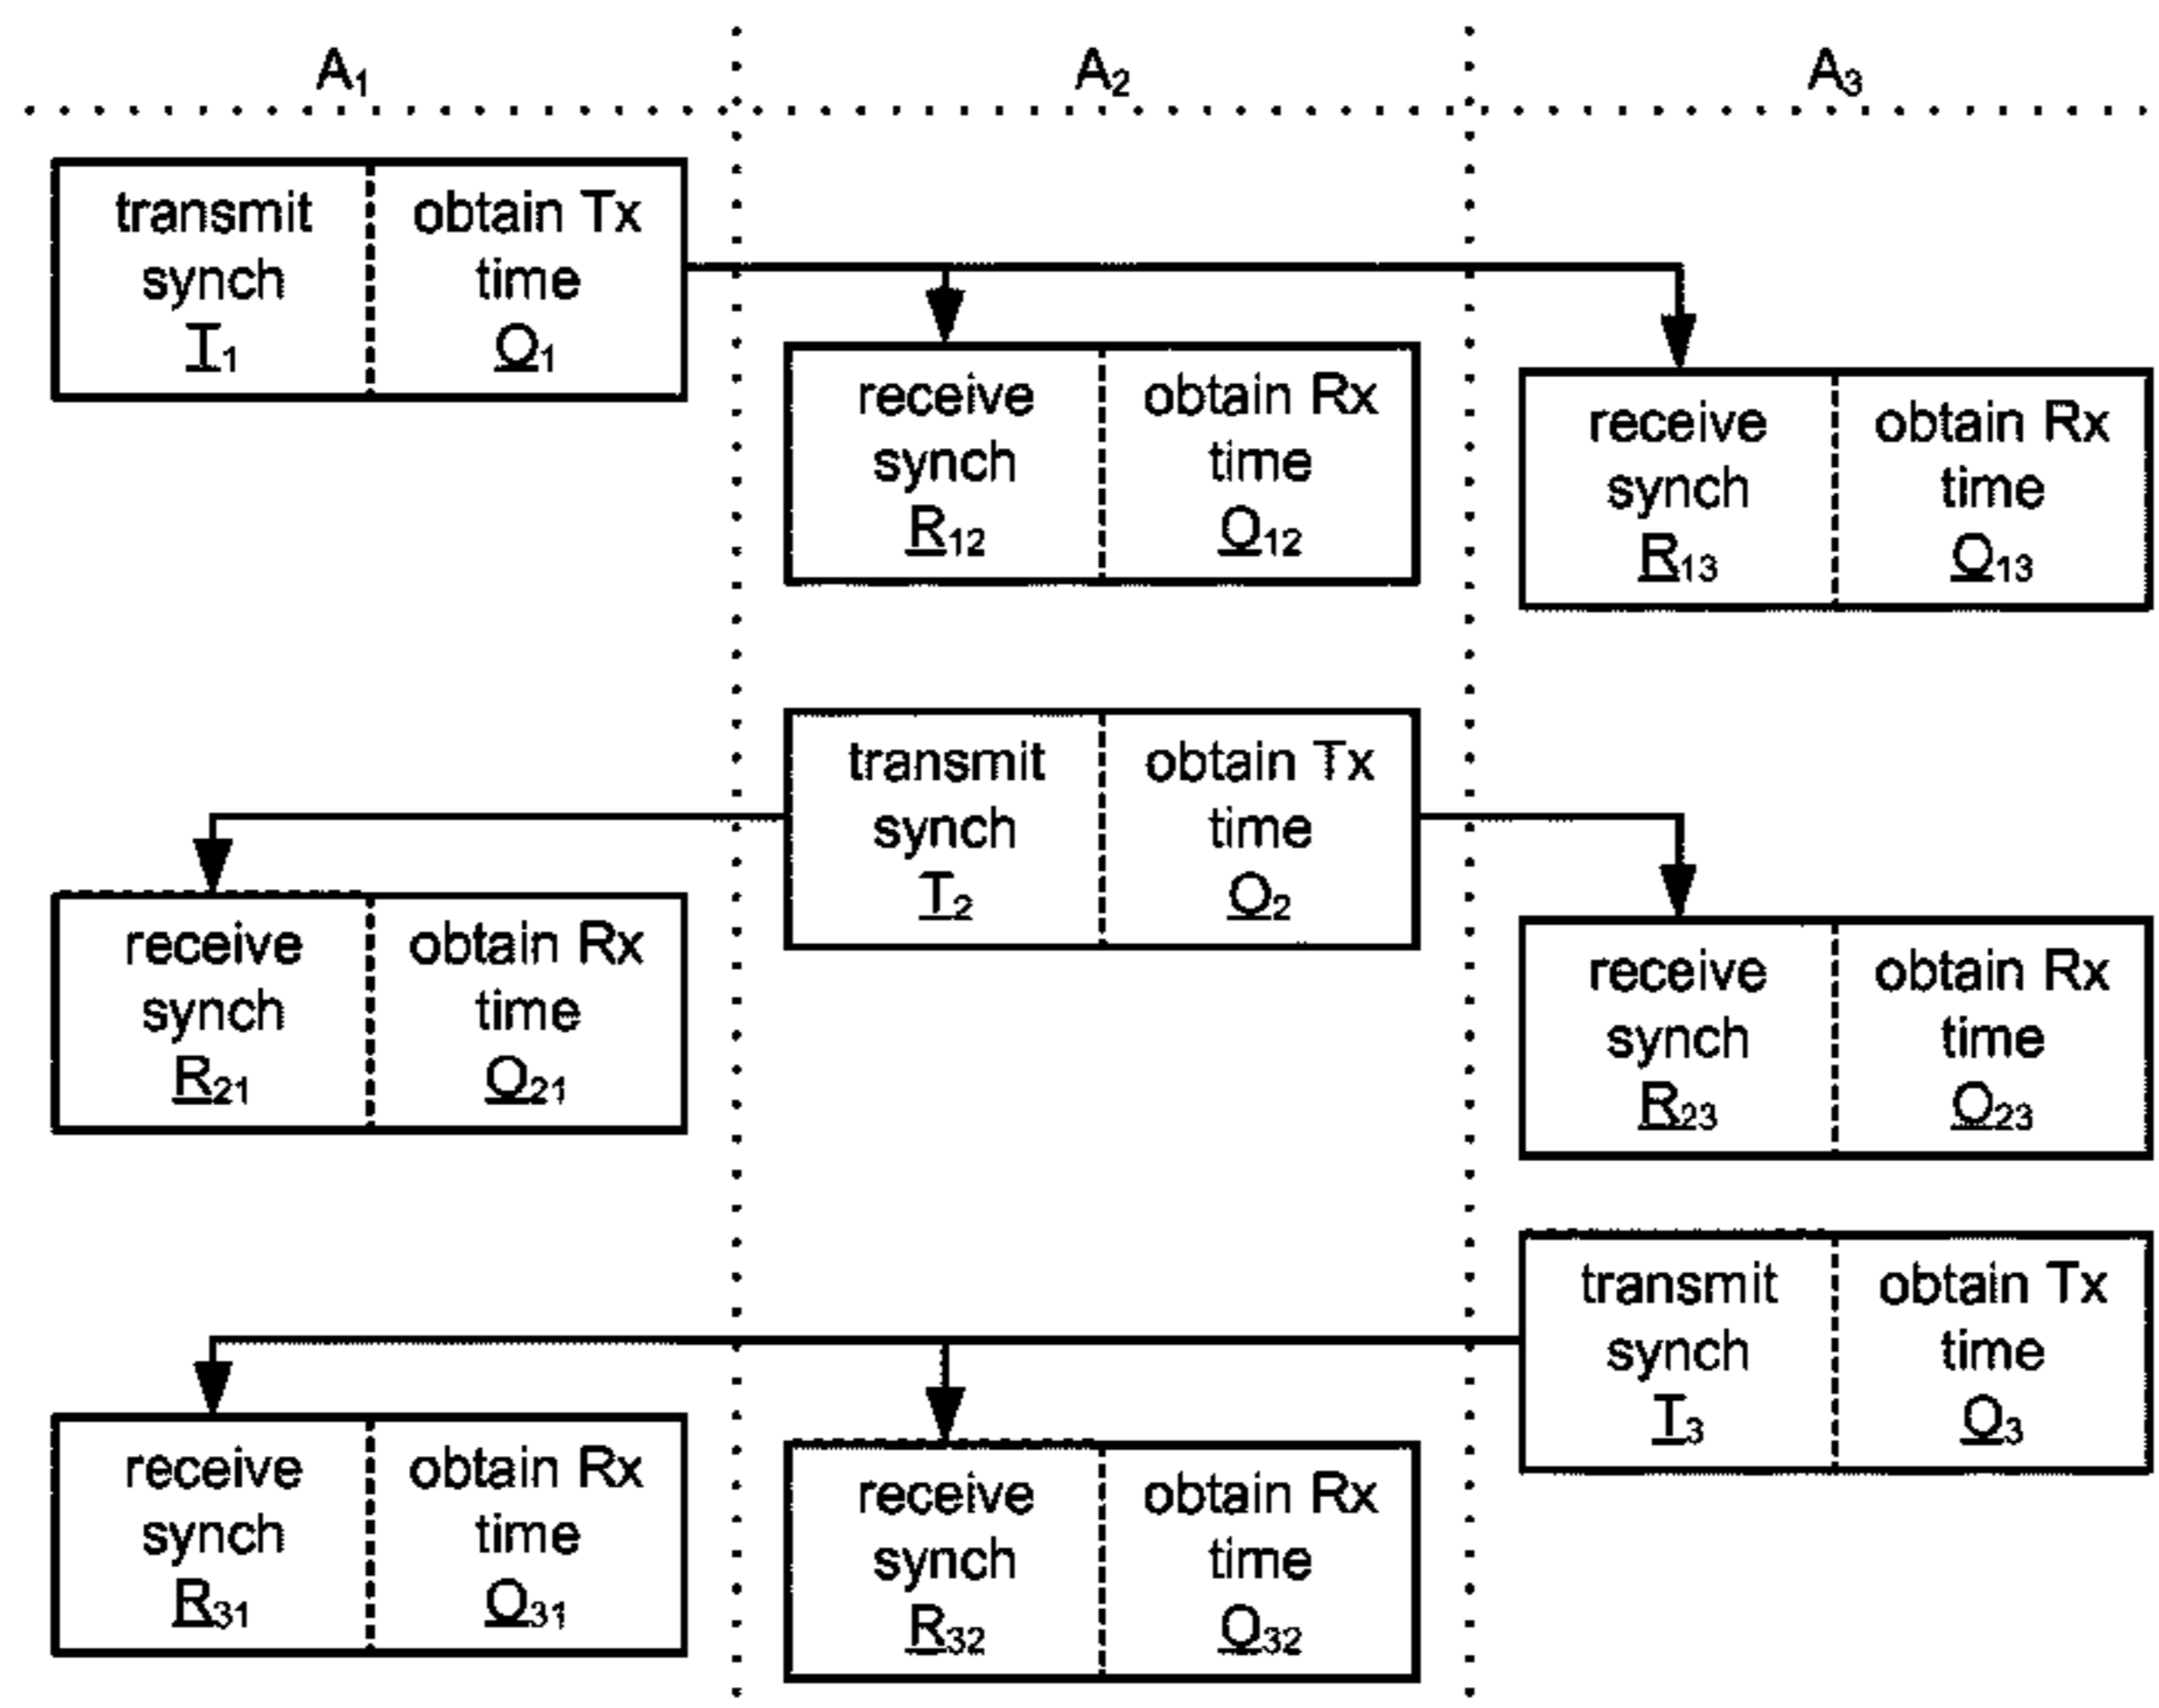 A₁ A₂ A₃
transmit obtain Tx
synch time
T₁ O₁
receive obtain Rx
synch time
R₁₂ O₁₂
receive obtain Rx
synch time
R₁₃ O₁₃
transmit obtain Tx
synch time
T₂ O₂
receive obtain Rx
synch time
R₂₁ O₂₁
receive obtain Rx
synch time
R₂₃ O₂₃
transmit obtain Tx
synch time
T₃ O₃
receive obtain Rx
synch time
R₃₁ O₃₁
receive obtain Rx
synch time
R₃₂ O₃₂